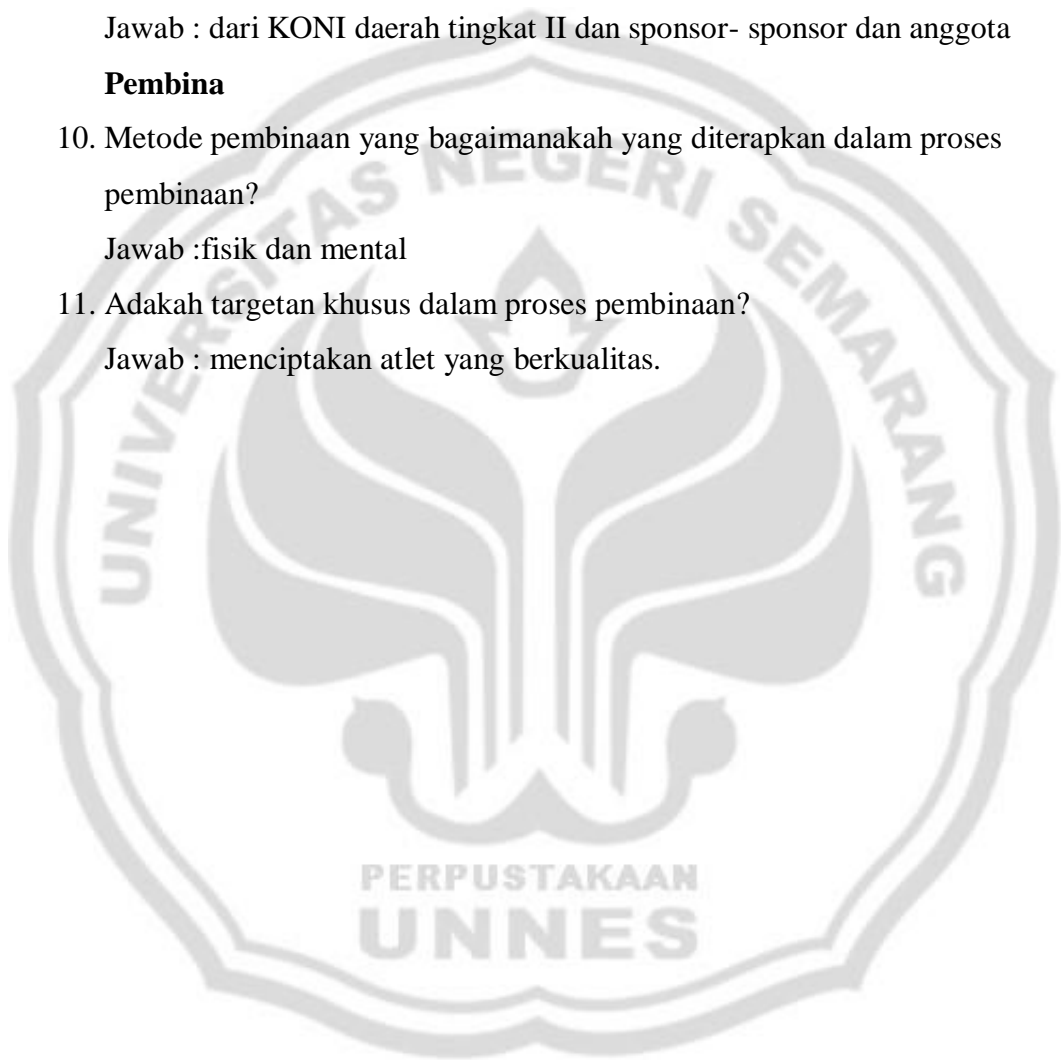 Jawab : dari KONI daerah tingkat II dan sponsor- sponsor dan anggota
Pembina
10. Metode pembinaan yang bagaimanakah yang diterapkan dalam proses
pembinaan?
Jawab :fisik dan mental
11. Adakah targetan khusus dalam proses pembinaan?
Jawab : menciptakan atlet yang berkualitas.
UNIVERSITAS NEGERI SEMARANG
PERPUSTAKAAN
UNNES